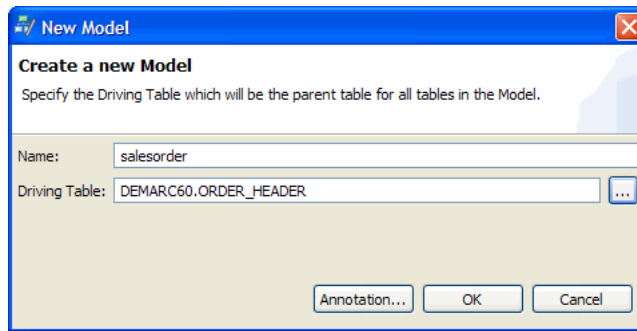 New Model
Create a new Model
Specify the Driving Table which will be the parent table for all tables in the Model.
Name: salesorder
Driving Table: DEMARC60.ORDER_HEADER ...
Annotation... OK Cancel